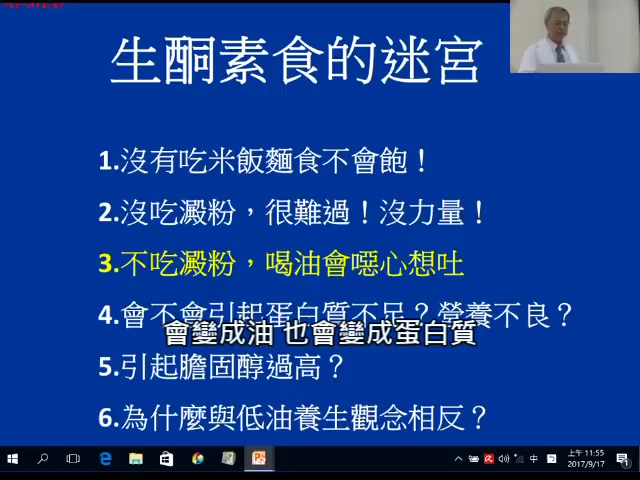 生酮素食的迷宮
1.沒有吃米飯麵食不會飽！
2.沒吃澱粉，很難過！沒力量！
3.不吃澱粉，喝油會噁心想吐
4.會不會引起蛋白質不足？營養不良？
會變成油 也會變成蛋白質
5.引起膽固醇過高？
6.為什麼與低油養生觀念相反？
中
上午 11:55
2017/9/17